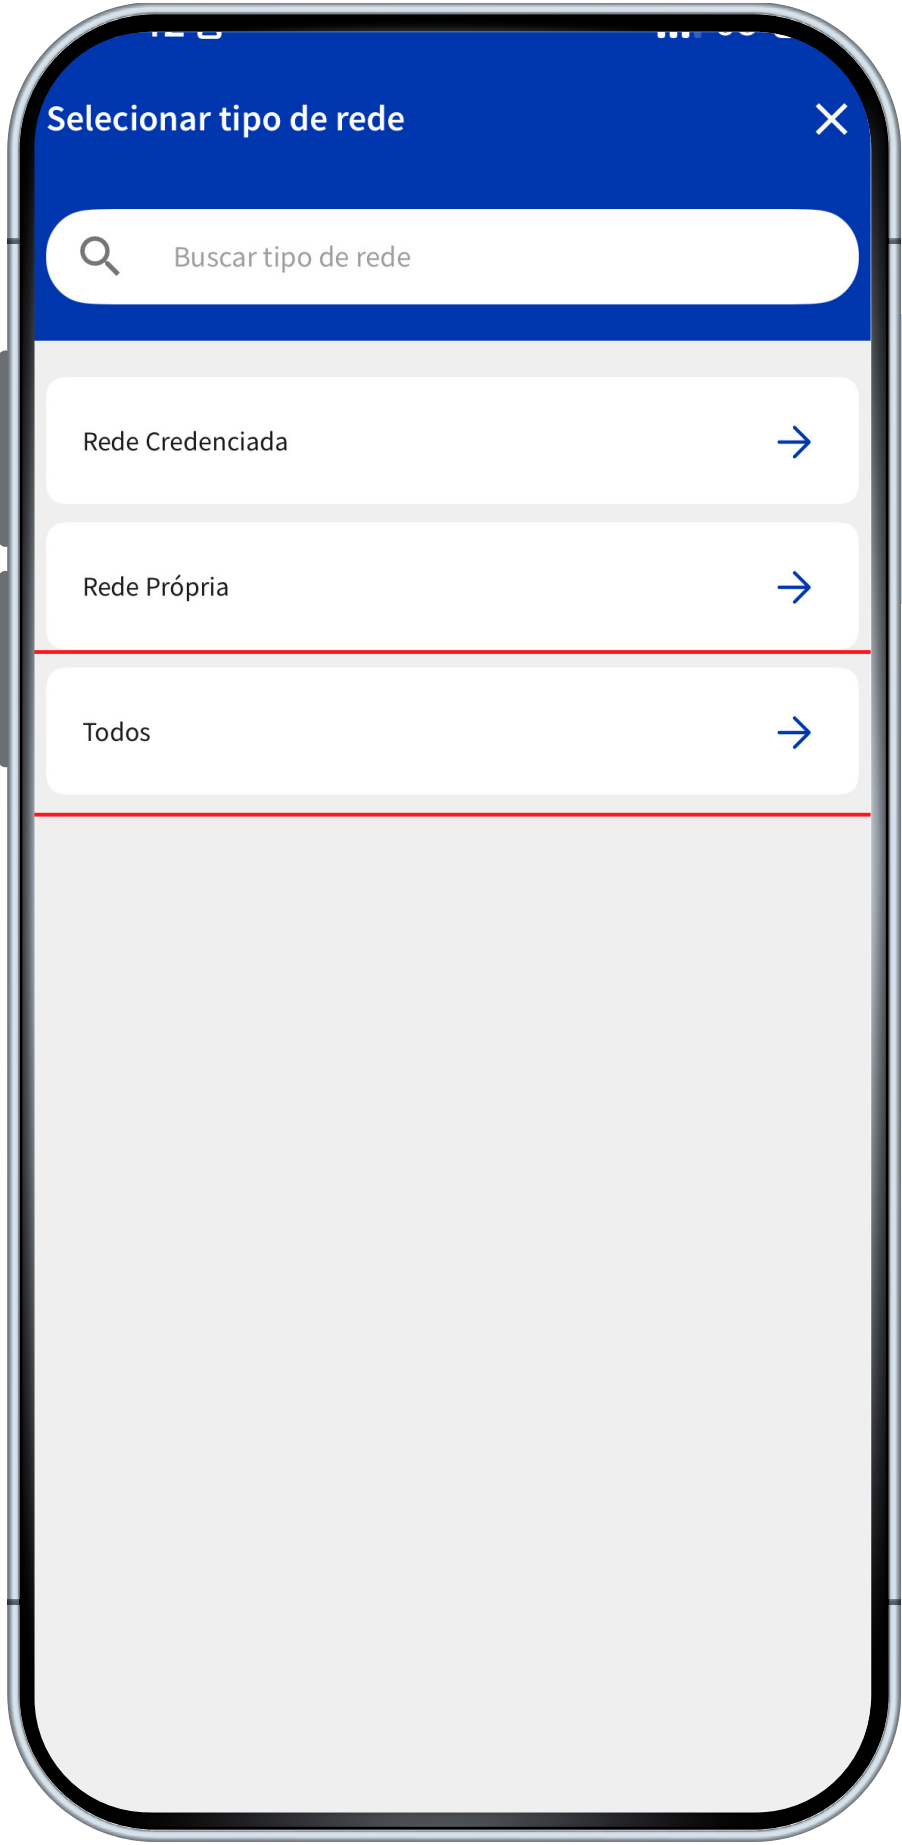 Selecionar tipo de rede
Buscar tipo de rede
Rede Credenciada
Rede Própria
Todos